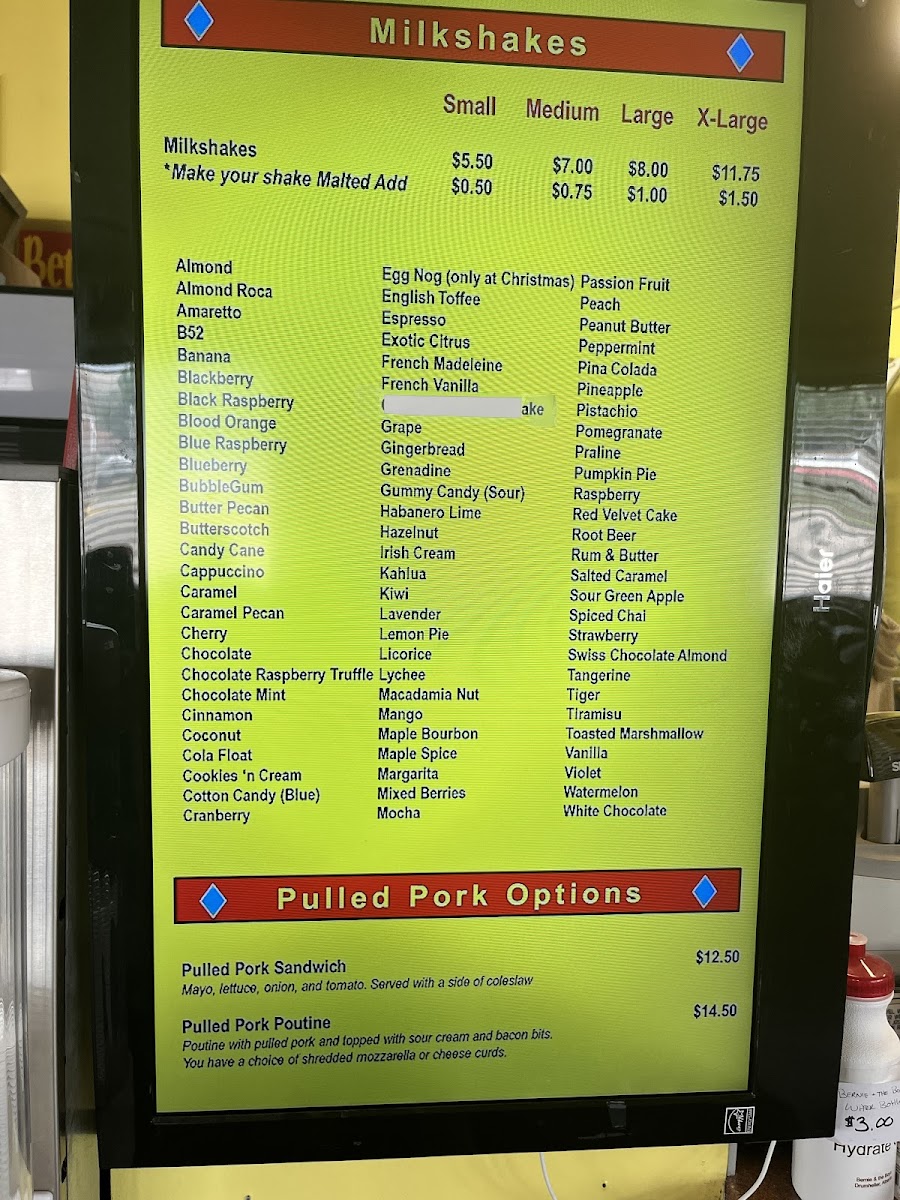 Milkshakes
Small Medium Large X-Large
Milkshakes $5.50 $7.00 $8.00 $11.75
*Make your shake Malted Add $0.50 $0.75 $1.00 $1.50
Almond
Almond Roca
Amaretto
B52
Banana
Blackberry
Black Raspberry
Blood Orange
Blue Raspberry
Blueberry
BubbleGum
Butter Pecan
Butterscotch
Candy Cane
Cappuccino
Caramel
Caramel Pecan
Cherry
Chocolate
Chocolate Raspberry Truffle
Chocolate Mint
Cinnamon
Coconut
Cola Float
Cookies 'n Cream
Cotton Candy (Blue)
Cranberry
Egg Nog (only at Christmas)
English Toffee
Espresso
Exotic Citrus
French Madeleine
French Vanilla
ake
Grape
Gingerbread
Grenadine
Gummy Candy (Sour)
Habanero Lime
Hazelnut
Irish Cream
Kahlua
Kiwi
Lavender
Lemon Pie
Licorice
Lychee
Macadamia Nut
Mango
Maple Bourbon
Maple Spice
Margarita
Mixed Berries
Mocha
Passion Fruit
Peach
Peanut Butter
Peppermint
Pina Colada
Pineapple
Pistachio
Pomegranate
Praline
Pumpkin Pie
Raspberry
Red Velvet Cake
Root Beer
Rum & Butter
Salted Caramel
Sour Green Apple
Spiced Chai
Strawberry
Swiss Chocolate Almond
Tangerine
Tiger
Tiramisu
Toasted Marshmallow
Vanilla
Violet
Watermelon
White Chocolate
Pulled Pork Options
Pulled Pork Sandwich $12.50
Mayo, lettuce, onion, and tomato. Served with a side of coleslaw
Pulled Pork Poutine $14.50
Poutine with pulled pork and topped with sour cream and bacon bits.
You have a choice of shredded mozzarella or cheese curds.
Haier
Bet
BERNIE + THE
WATER
$3.00
Hydrate
Bernie & the
Drumheller,